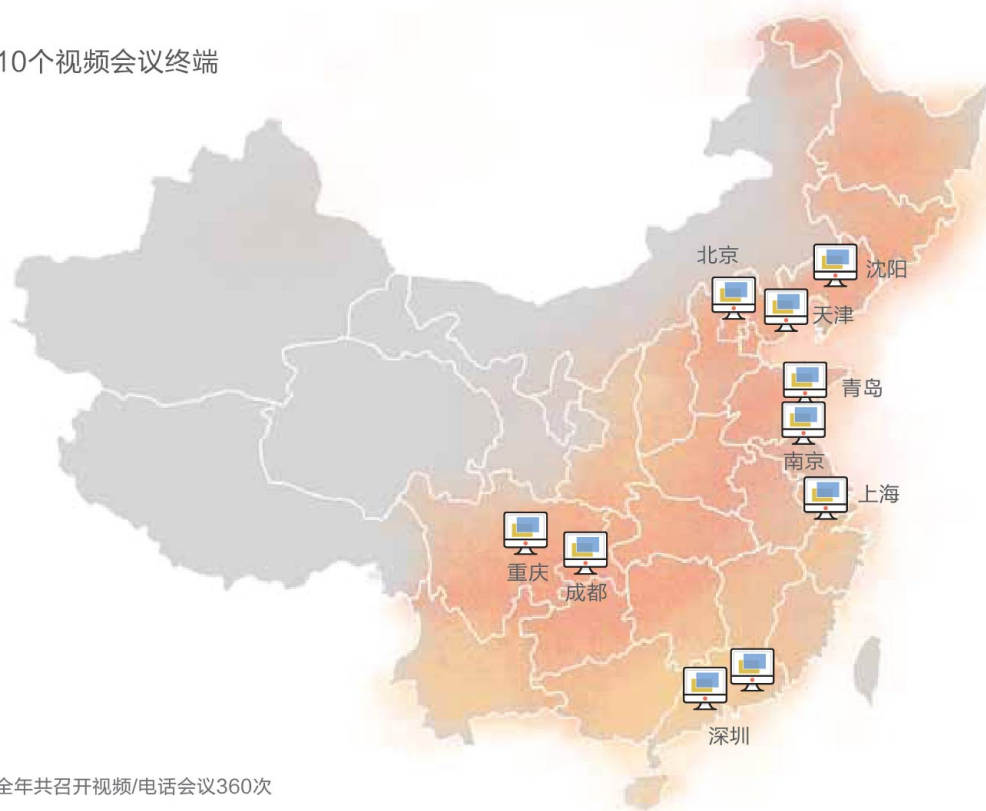 10个视频会议终端
北京
沈阳
天津
青岛
南京
上海
重庆
成都
深圳
全年共召开视频/电话会议360次